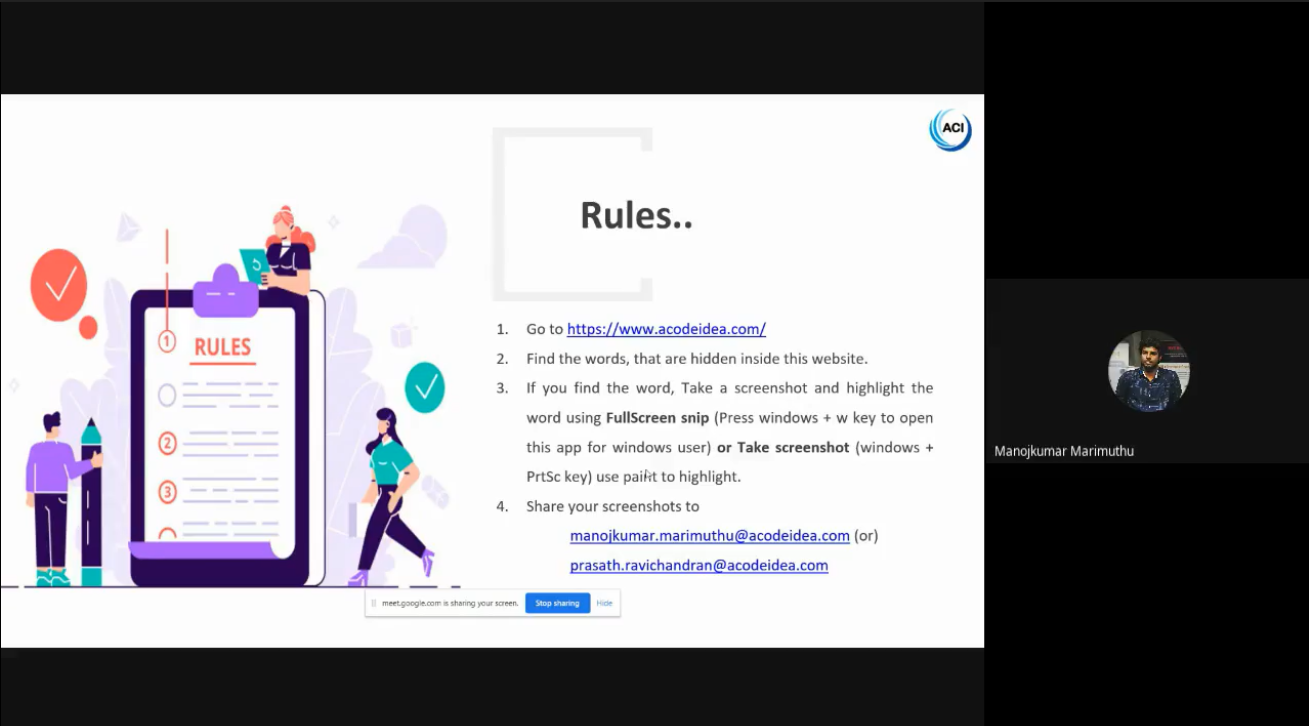 ACI
Rules..
1
RULES
2
3
1. Go to https://www.acodeidea.com/
2. Find the words, that are hidden inside this website.
3. If you find the word, Take a screenshot and highlight the
word using FullScreen snip (Press windows + w key to open
this app for windows user) or Take screenshot (windows +
PrtSc key) use paint to highlight.
4. Share your screenshots to
manojkumar.marimuthu@acodeidea.com (or)
prasath.ravichandran@acodeidea.com
meet.google.com is sharing your screen. Stop sharing Hide
Manojkumar Marimuthu